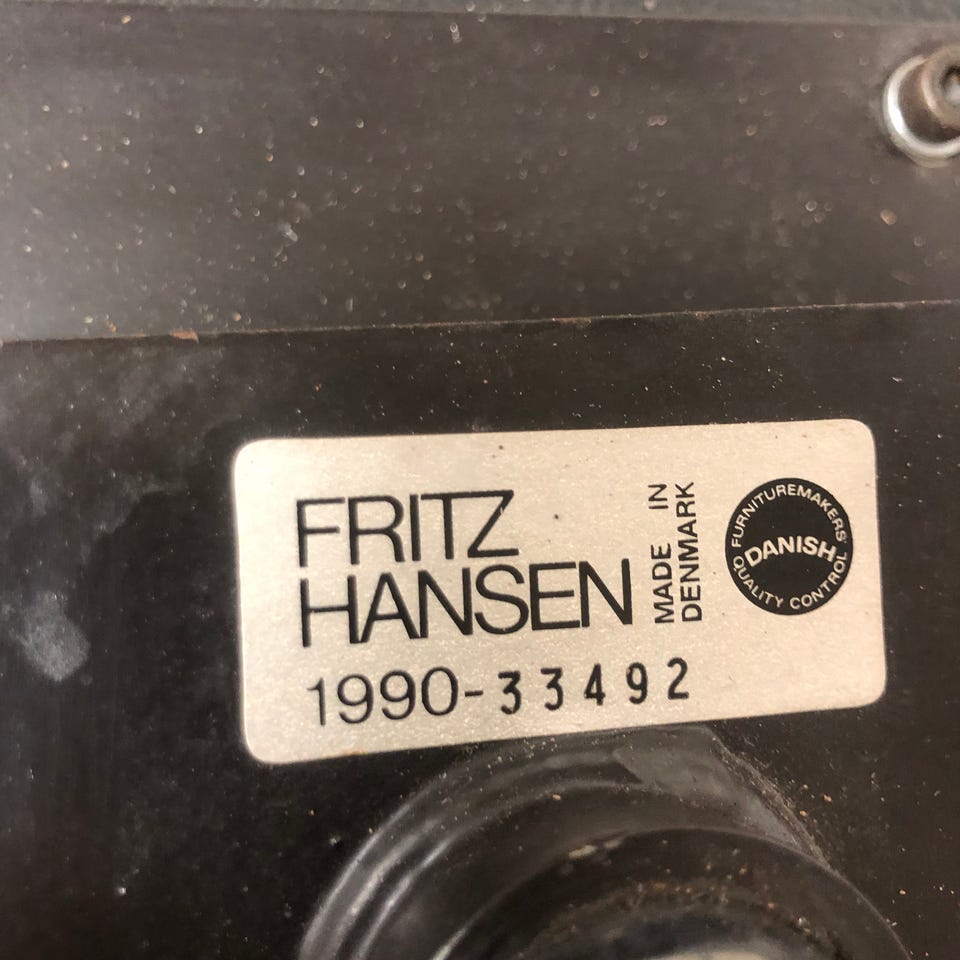 FRITZ
HANSEN
1990-33492
MADE IN
DENMARK
FURNITUREMAKERS'
DANISH
QUALITY CONTROL